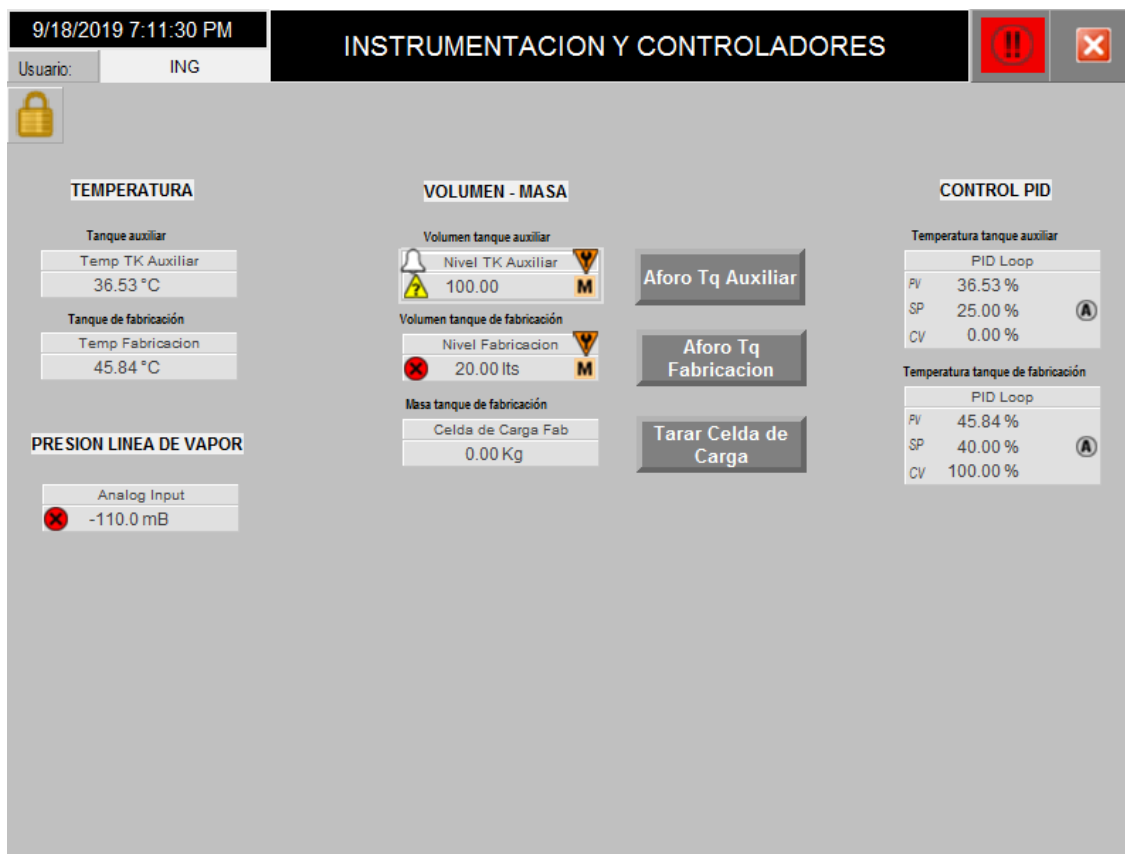 9/18/2019 7:11:30 PM
INSTRUMENTACION Y CONTROLADORES
Usuario: ING
TEMPERATURA
Tanque auxiliar
Temp TK Auxiliar
36.53 °C
Tanque de fabricación
Temp Fabricacion
45.84 °C
PRESION LINEA DE VAPOR
Analog Input
-110.0 mB
VOLUMEN - MASA
Volumen tanque auxiliar
Nivel TK Auxiliar
100.00 M
Volumen tanque de fabricación
Nivel Fabricacion
20.00 lts M
Masa tanque de fabricación
Celda de Carga Fab
0.00 Kg
Aforo Tq Auxiliar
Aforo Tq
Fabricacion
Tarar Celda de
Carga
CONTROL PID
Temperatura tanque auxiliar
PID Loop
PV 36.53 %
SP 25.00 % A
CV 0.00 %
Temperatura tanque de fabricación
PID Loop
PV 45.84 %
SP 40.00 % A
CV 100.00 %